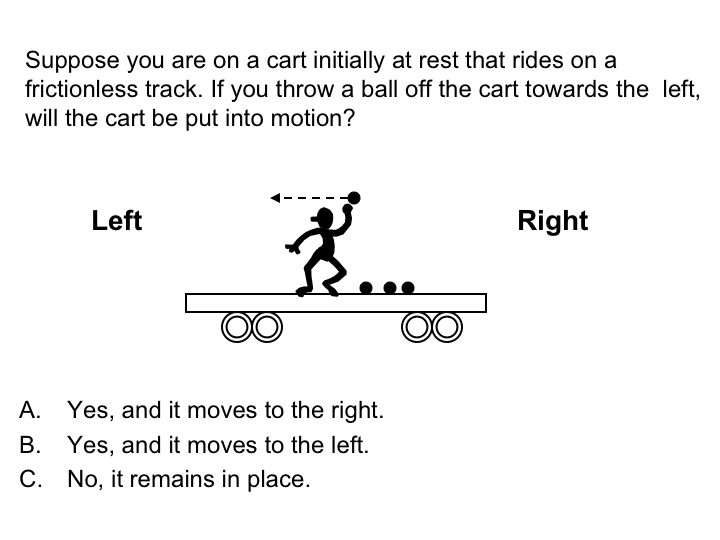 Suppose you are on a cart initially at rest that rides on a
frictionless track. If you throw a ball off the cart towards the  left,
will the cart be put into motion?
Left
Right
A. Yes, and it moves to the right.
B. Yes, and it moves to the left.
C. No, it remains in place.